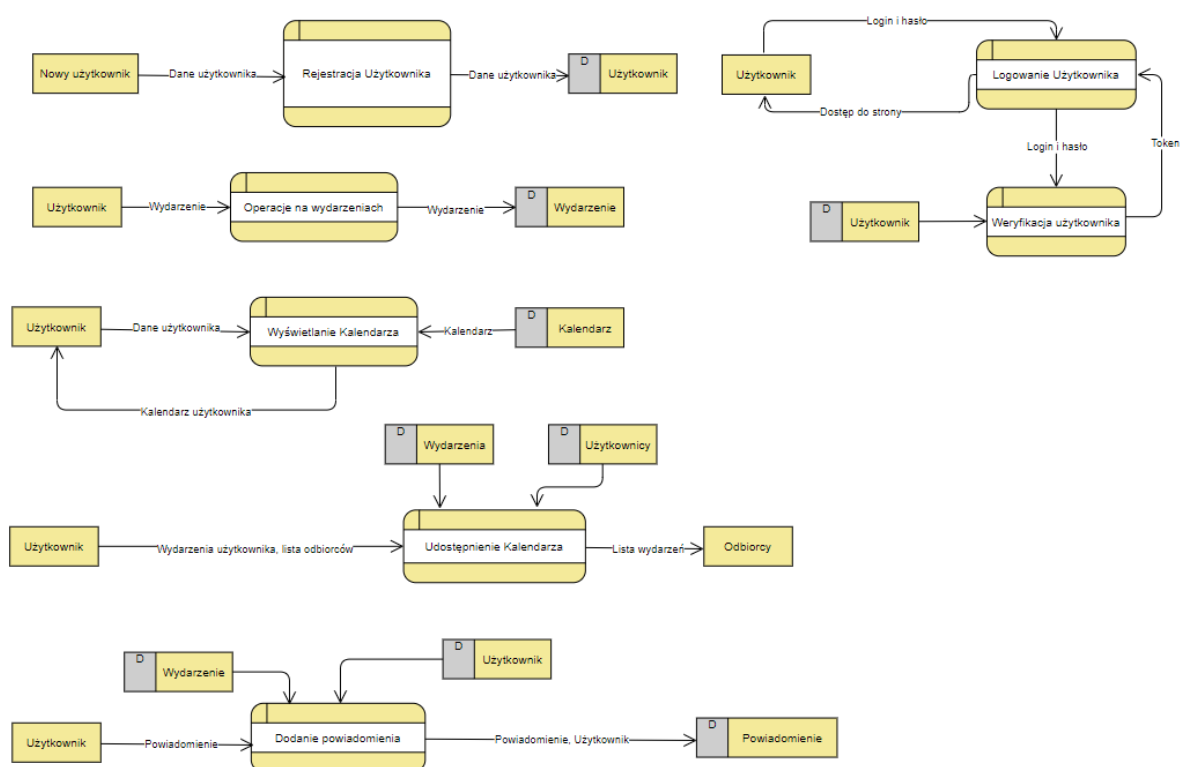 Nowy użytkownik
Dane użytkownika
Rejestracja Użytkownika
Dane użytkownika
D
Użytkownik
Login i hasło
Użytkownik
Logowanie Użytkownika
Dostęp do strony
Login i hasło
Token
D
Użytkownik
Weryfikacja użytkownika
Użytkownik
Wydarzenie
Operacje na wydarzeniach
Wydarzenie
D
Wydarzenie
Użytkownik
Dane użytkownika
Wyświetlanie Kalendarza
Kalendarz
D
Kalendarz
Kalendarz użytkownika
D
Wydarzenia
D
Użytkownicy
Użytkownik
Wydarzenia użytkownika, lista odbiorców
Udostępnienie Kalendarza
Lista wydarzeń
Odbiorcy
D
Wydarzenie
D
Użytkownik
Użytkownik
Powiadomienie
Dodanie powiadomienia
Powiadomienie, Użytkownik
D
Powiadomienie